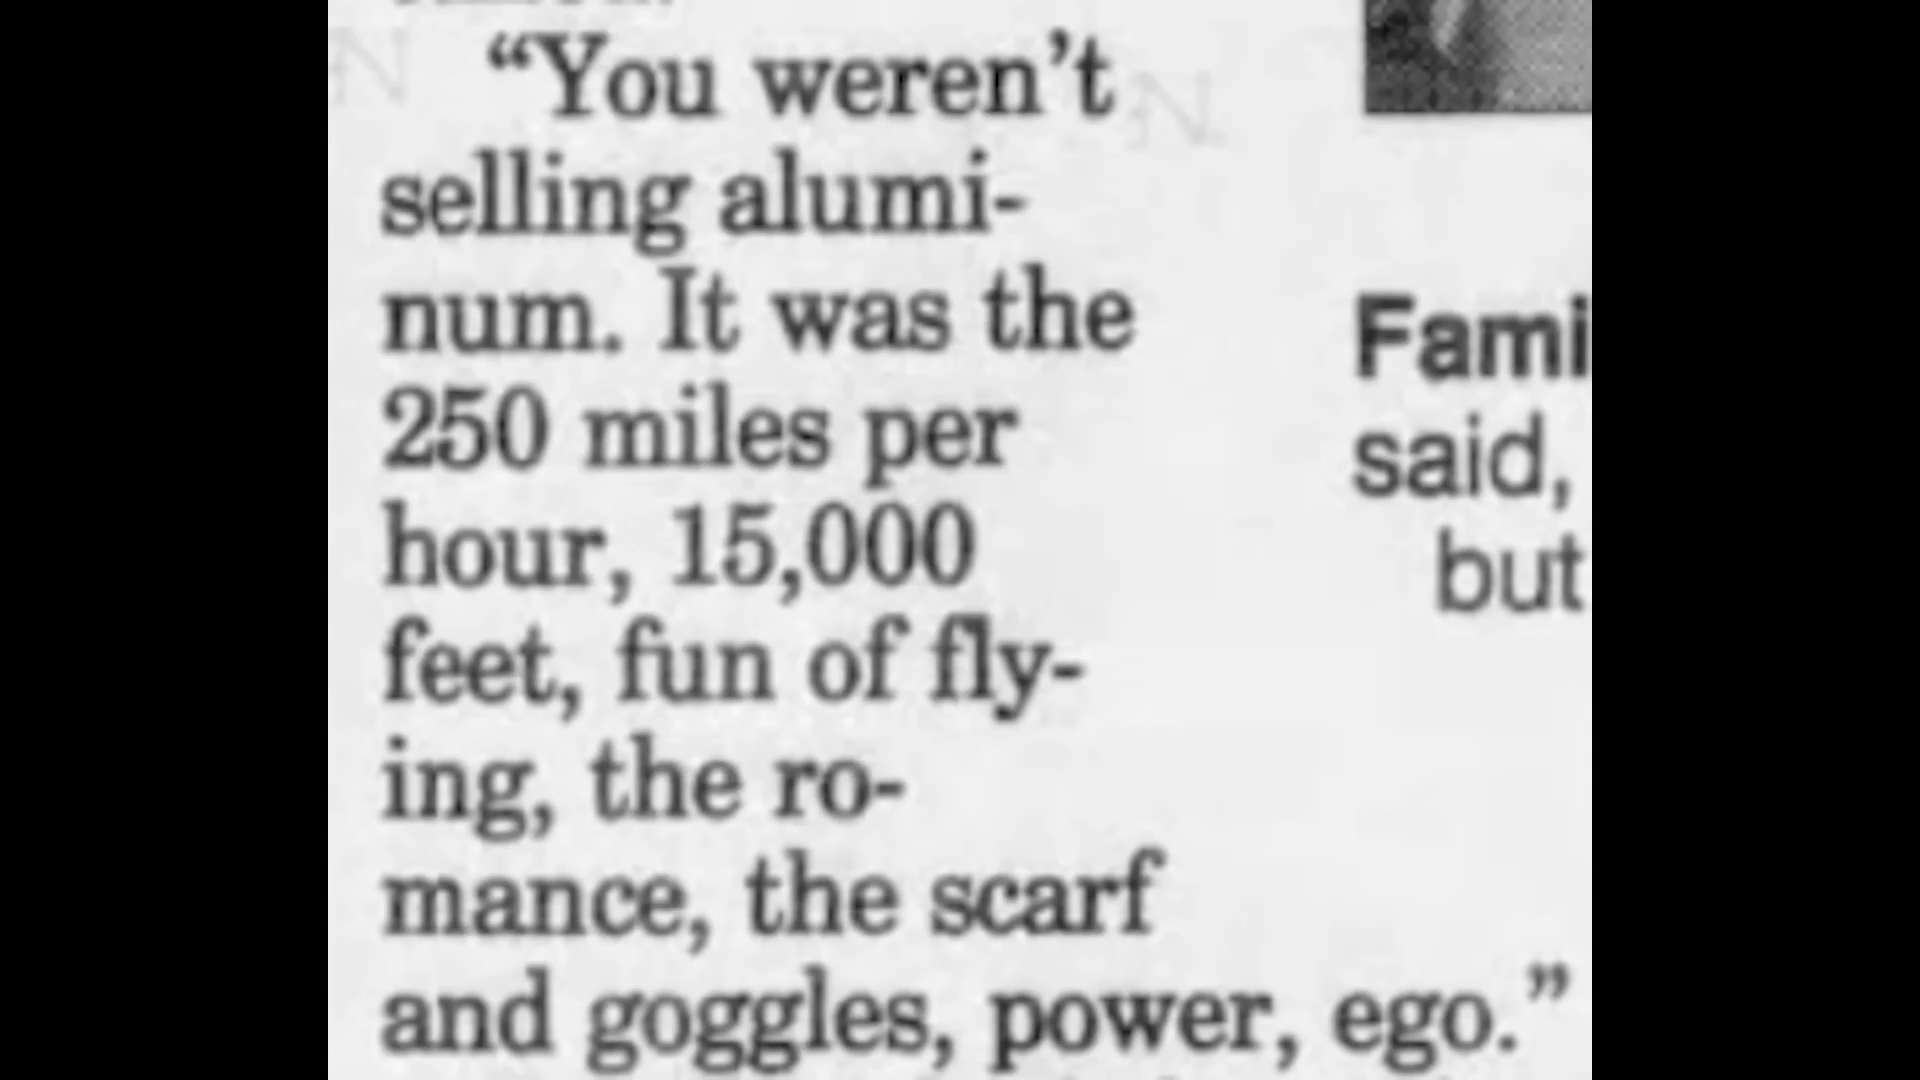 “You weren’t
selling alumi-
num. It was the
250 miles per
hour, 15,000
feet, fun of fly-
ing, the ro-
mance, the scarf
and goggles, power, ego.”
Fami
said,
but